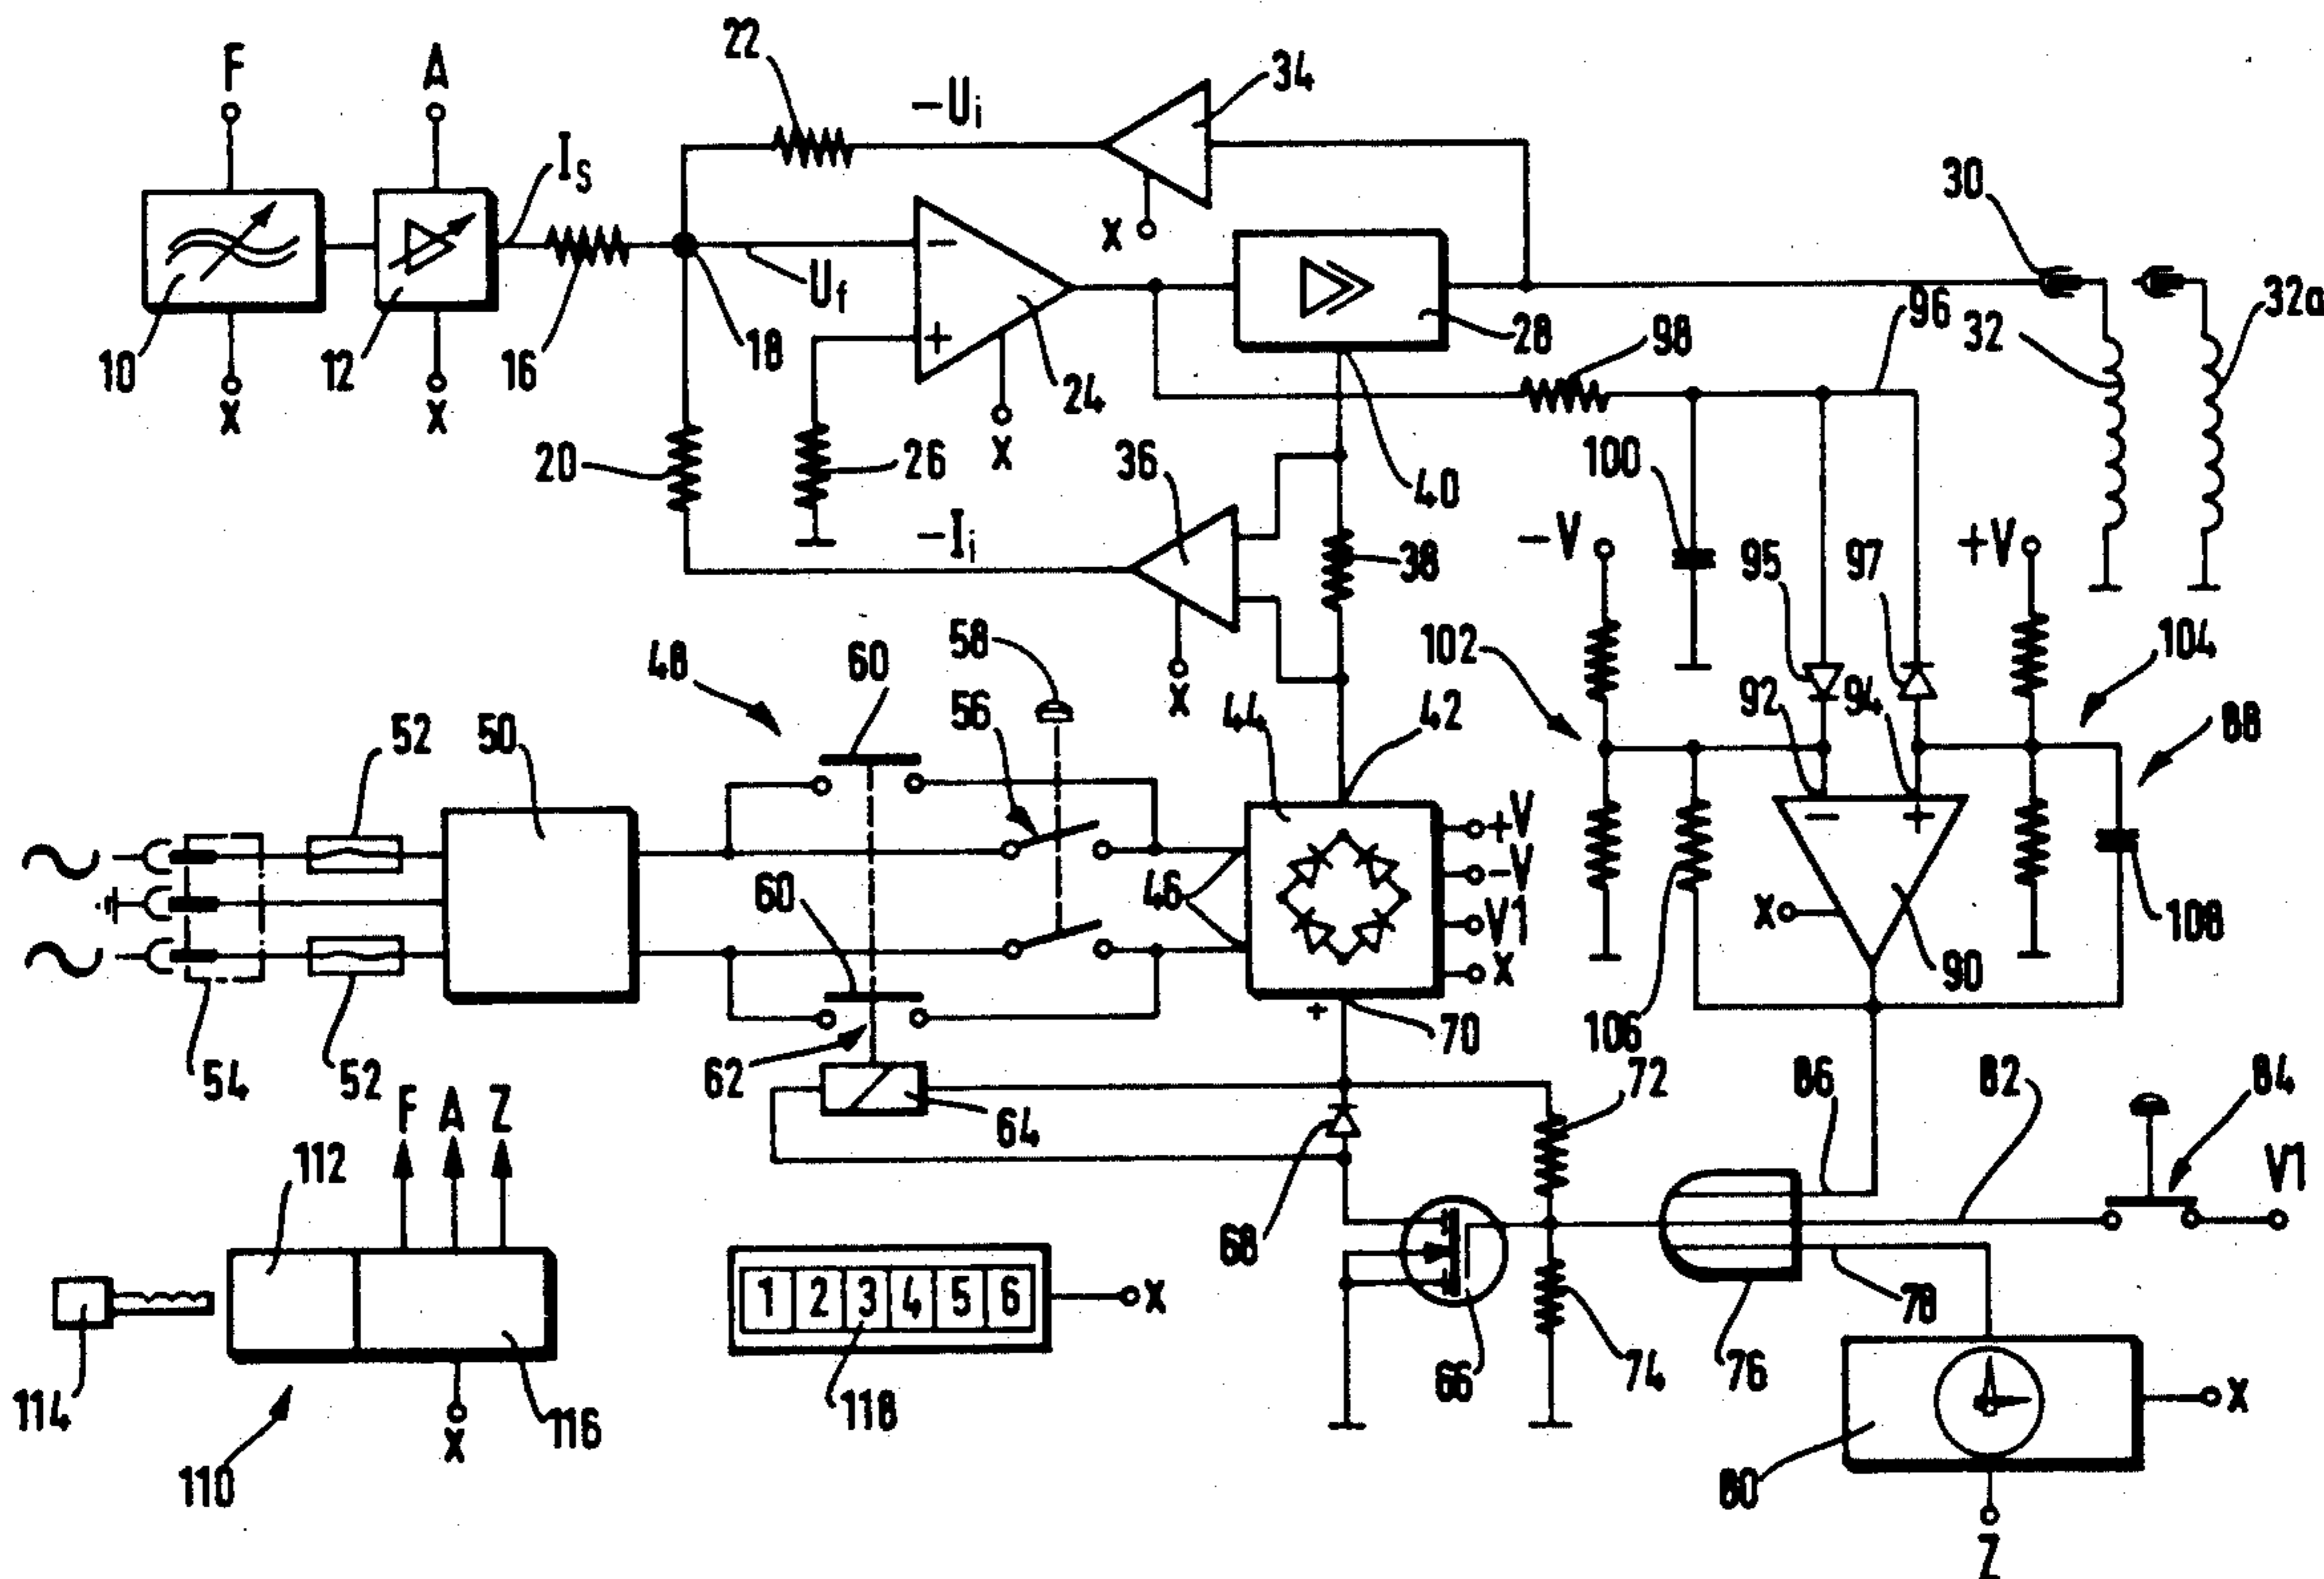 22
F A -Ui 34
IS
30
X
Uf
10 12 16 18 28 98 96 32 32a
X X 24
20 26 X 36 100
40
-Ii -V 95 97 +V
38
48 60 58 X 102 104
52 50 56 44 42 92 94 88
- +
+V
60 46 -V
V1 X 108
X 90
54 52 62 + 70 106
F A Z 64 72 86 82 84
112 V1
68
1 2 3 4 5 6 X 78
114 118 66 74 76
116 X
110 X 80
Z